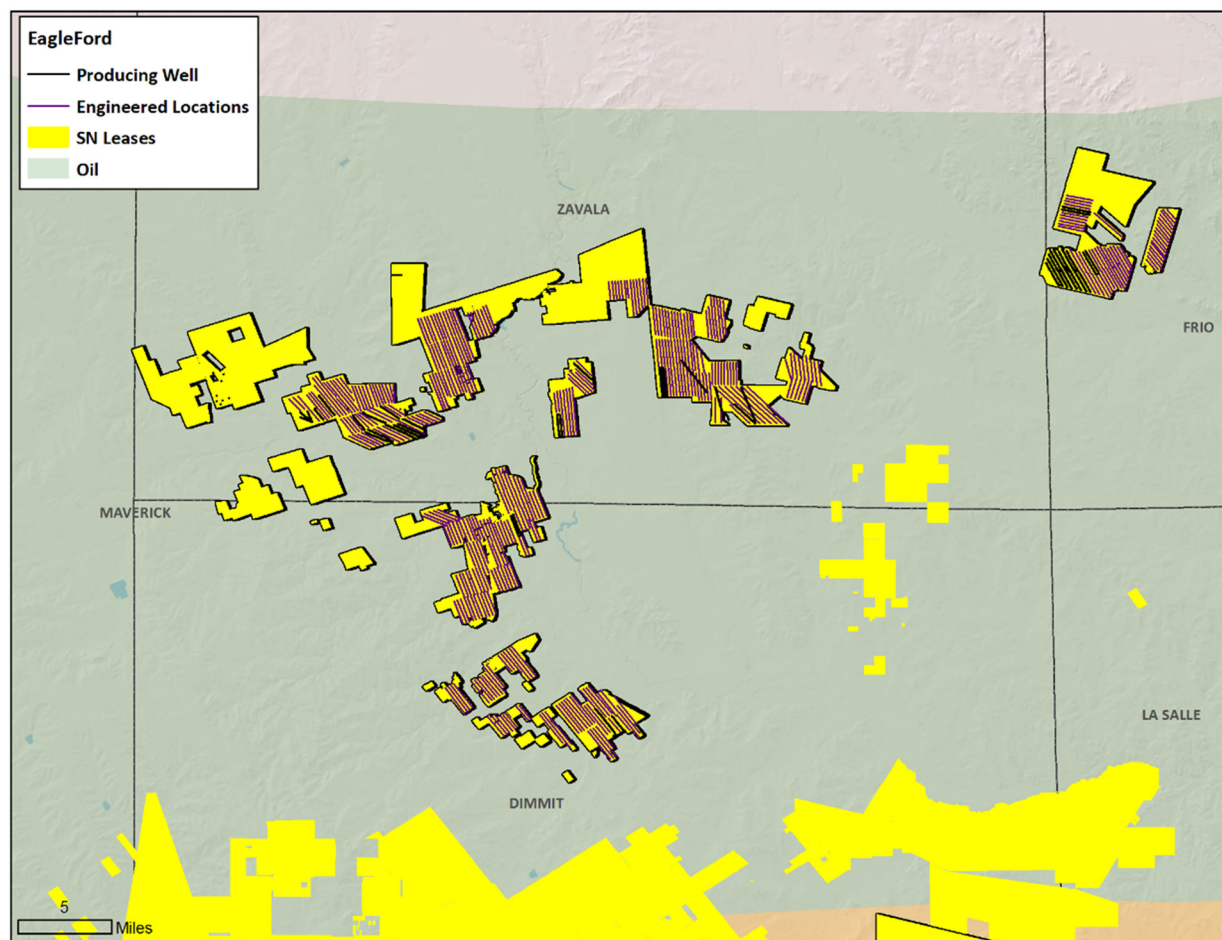 EagleFord
Producing Well
Engineered Locations
SN Leases
Oil
ZAVALA
FRIO
MAVERICK
LA SALLE
DIMMIT
5
Miles